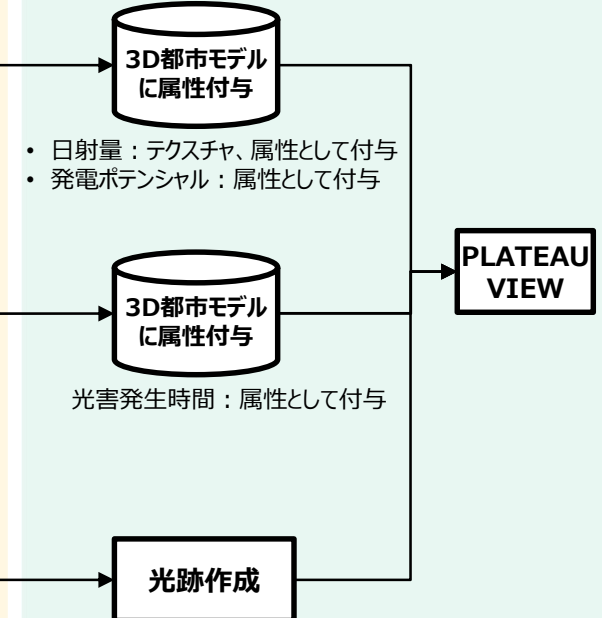 3D都市モデル
に属性付与
• 日射量：テクスチャ、属性として付与
• 発電ポテンシャル：属性として付与
PLATEAU
VIEW
3D都市モデル
に属性付与
光害発生時間：属性として付与
光跡作成